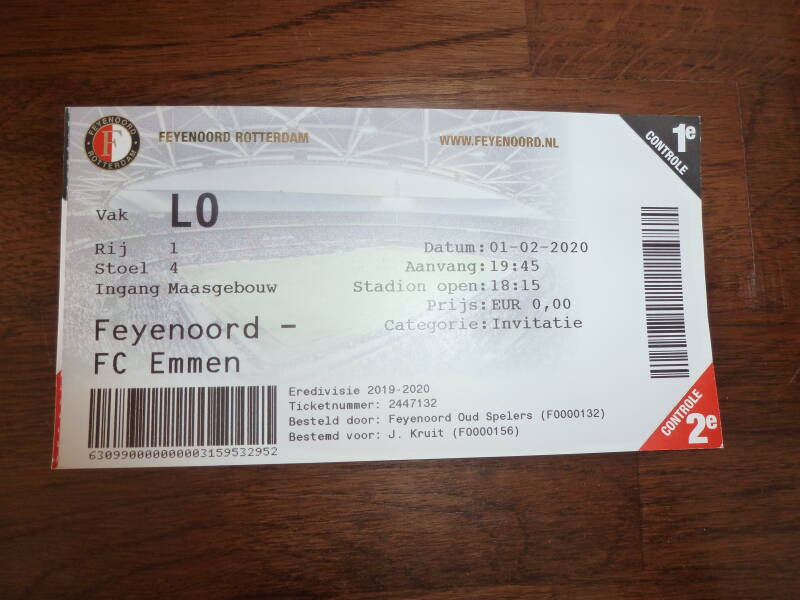 FEYENOORD
F
ROTTERDAM
FEYENOORD ROTTERDAM
WWW.FEYENOORD.NL
1e
CONTROLE
Vak LO
Rij 1
Stoel 4
Ingang Maasgebouw
Datum: 01-02-2020
Aanvang: 19:45
Stadion open: 18:15
Prijs: EUR 0,00
Categorie: Invitatie
Feyenoord -
FC Emmen
Eredivisie 2019-2020
Ticketnummer: 2447132
Besteld door: Feyenoord Oud Spelers (F0000132)
Bestemd voor: J. Kruit (F0000156)
6309900000000003159532952
CONTROLE
2e